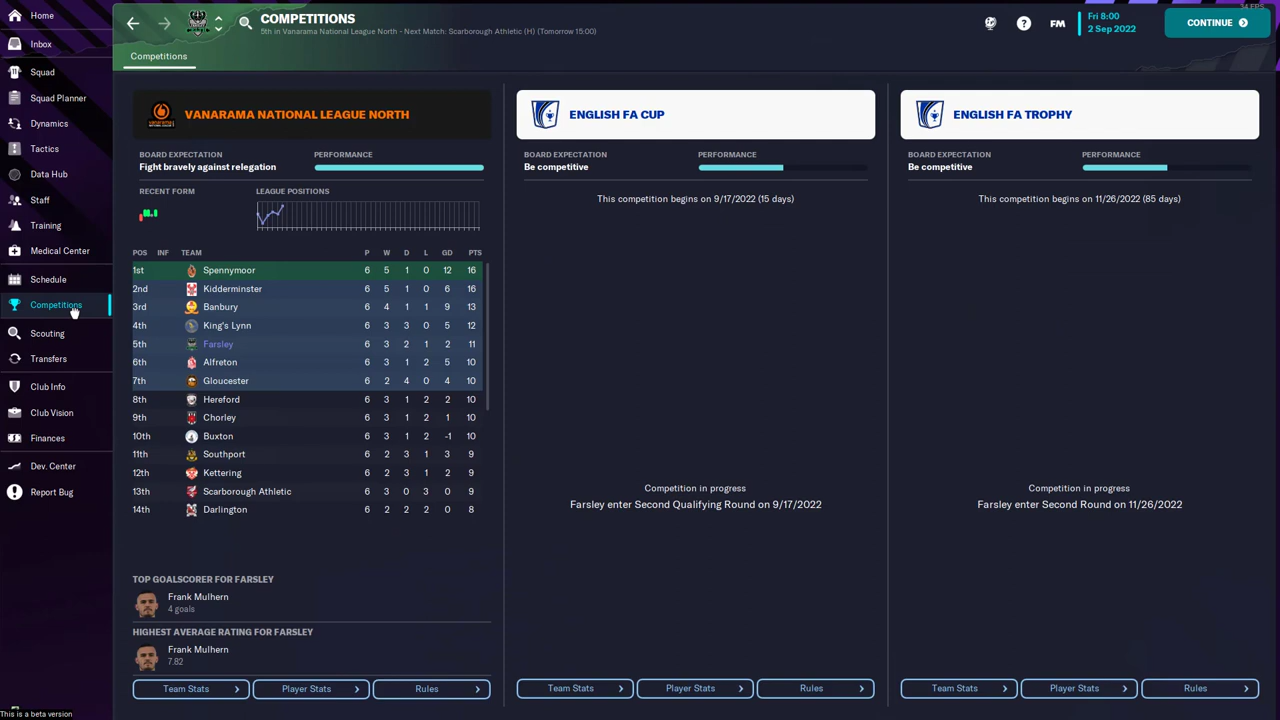 Home
Inbox
Squad
Squad Planner
Dynamics
Tactics
Data Hub
Staff
Training
Medical Center
Schedule
Competitions
Scouting
Transfers
Club Info
Club Vision
Finances
Dev. Center
Report Bug
This is a beta version
COMPETITIONS
5th in Vanarama National League North - Next Match: Scarborough Athletic (H) (Tomorrow 15:00)
34 FPS
FM
Fri 8:00
2 Sep 2022
CONTINUE
Competitions
VANARAMA NATIONAL LEAGUE NORTH
BOARD EXPECTATION PERFORMANCE
Fight bravely against relegation
RECENT FORM LEAGUE POSITIONS
POS INF TEAM P W D L GD PTS
1st Spennymoor 6 5 1 0 12 16
2nd Kidderminster 6 5 1 0 6 16
3rd Banbury 6 4 1 1 9 13
4th King's Lynn 6 3 3 0 5 12
5th Farsley 6 3 2 1 2 11
6th Alfreton 6 3 1 2 5 10
7th Gloucester 6 2 4 0 4 10
8th Hereford 6 3 1 2 2 10
9th Chorley 6 3 1 2 1 10
10th Buxton 6 3 1 2 -1 10
11th Southport 6 2 3 1 3 9
12th Kettering 6 2 3 1 2 9
13th Scarborough Athletic 6 3 0 3 0 9
14th Darlington 6 2 2 2 0 8
TOP GOALSCORER FOR FARSLEY
Frank Mulhern
4 goals
HIGHEST AVERAGE RATING FOR FARSLEY
Frank Mulhern
7.82
Team Stats Player Stats Rules
ENGLISH FA CUP
BOARD EXPECTATION PERFORMANCE
Be competitive
This competition begins on 9/17/2022 (15 days)
Competition in progress
Farsley enter Second Qualifying Round on 9/17/2022
Team Stats Player Stats Rules
ENGLISH FA TROPHY
BOARD EXPECTATION PERFORMANCE
Be competitive
This competition begins on 11/26/2022 (85 days)
Competition in progress
Farsley enter Second Round on 11/26/2022
Team Stats Player Stats Rules